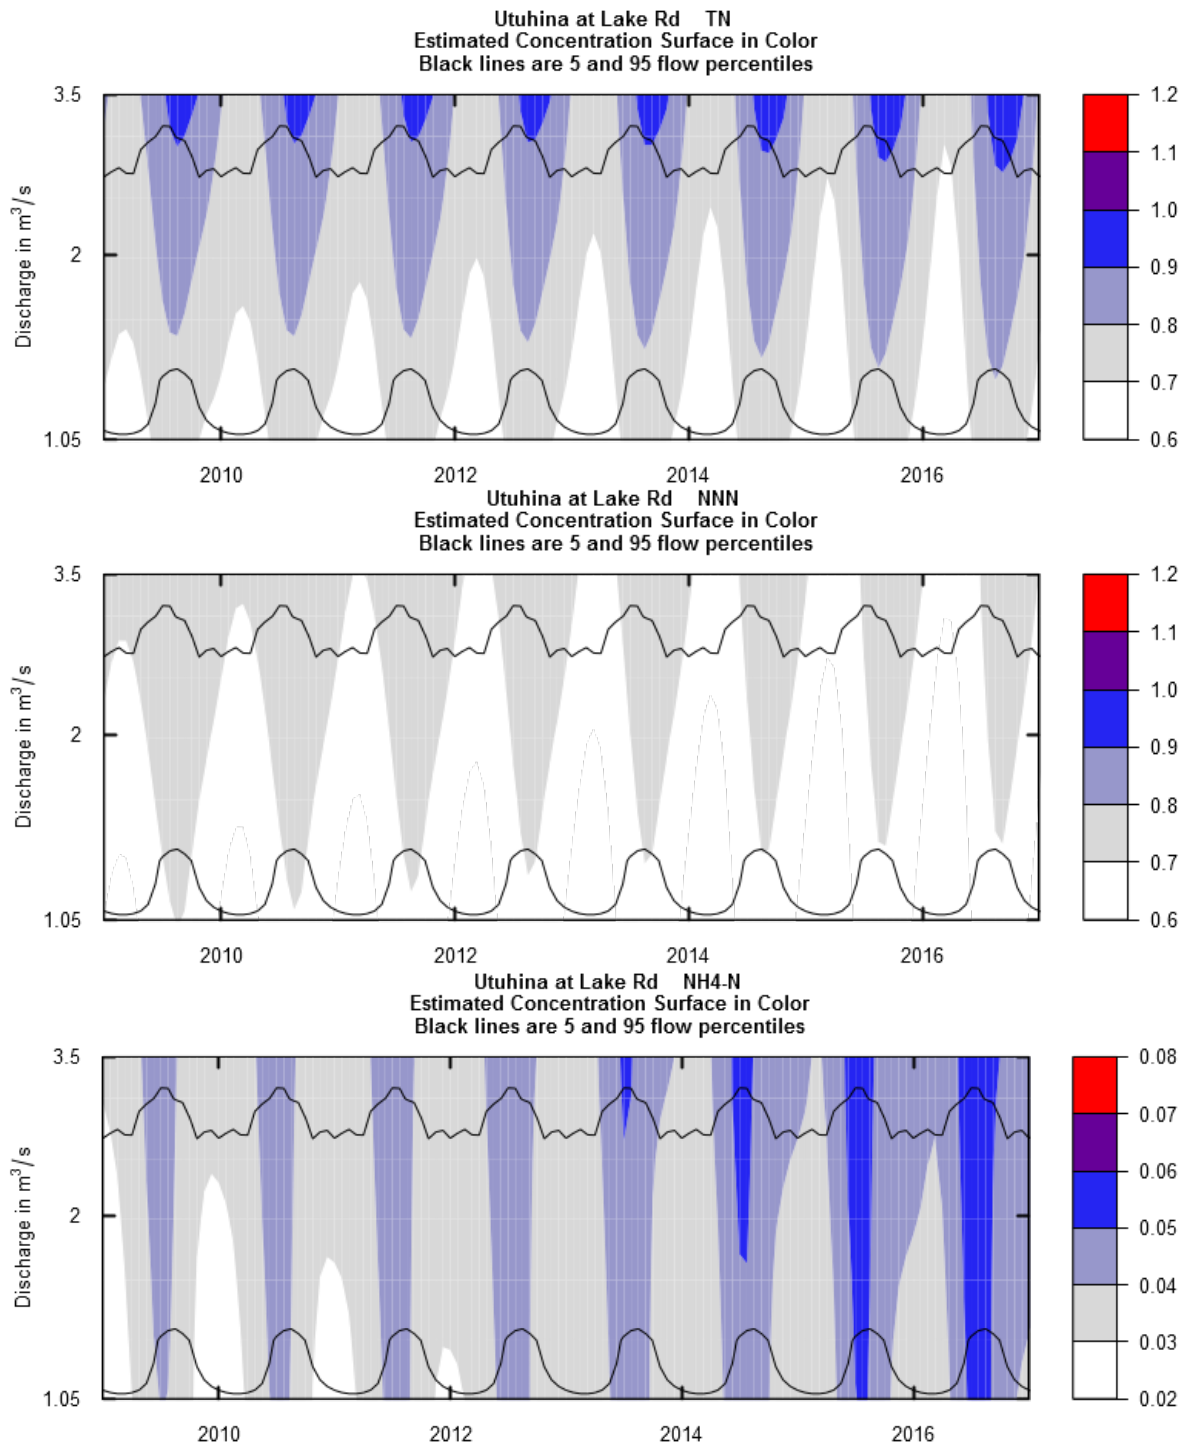 Utuhina at Lake Rd TN
Estimated Concentration Surface in Color
Black lines are 5 and 95 flow percentiles
Discharge in m³/s
3.5
2
1.05
2010 2012 2014 2016
1.2
1.1
1.0
0.9
0.8
0.7
0.6
Utuhina at Lake Rd NNN
Estimated Concentration Surface in Color
Black lines are 5 and 95 flow percentiles
Discharge in m³/s
3.5
2
1.05
2010 2012 2014 2016
1.2
1.1
1.0
0.9
0.8
0.7
0.6
Utuhina at Lake Rd NH4-N
Estimated Concentration Surface in Color
Black lines are 5 and 95 flow percentiles
Discharge in m³/s
3.5
2
1.05
2010 2012 2014 2016
0.08
0.07
0.06
0.05
0.04
0.03
0.02